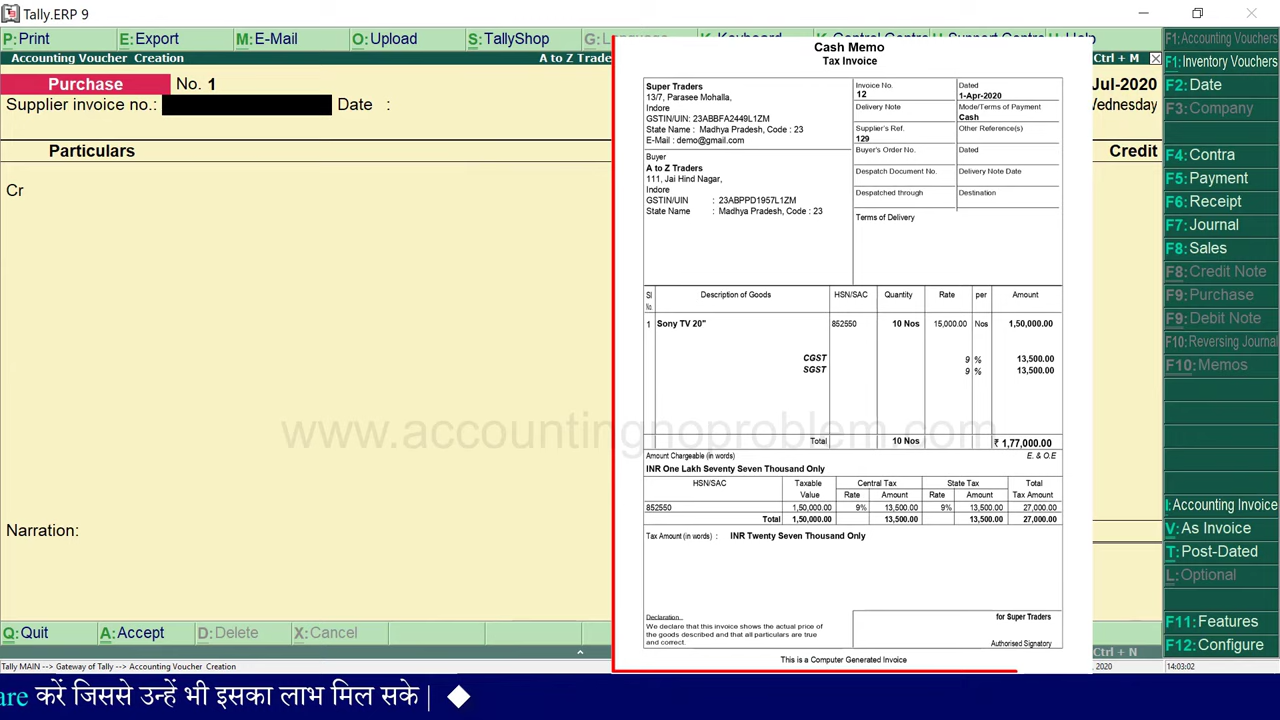 Tally.ERP 9
P:Print E:Export M:E-Mail O:Upload S:TallyShop G:Language K:Keyboard K:Control Centre H:Support Centre H:Help
Accounting Voucher Creation A to Z Trade Ctrl + M
Purchase No. 1 Jul-2020
Supplier invoice no.: Date : Wednesday
Particulars Credit
Cr
Narration:
Cash Memo
Tax Invoice
Super Traders
13/7, Parasee Mohalla,
Indore
GSTIN/UIN: 23ABBFA2449L1ZM
State Name : Madhya Pradesh, Code : 23
E-Mail : demo@gmail.com
Buyer
A to Z Traders
111, Jai Hind Nagar,
Indore
GSTIN/UIN : 23ABPPD1957L1ZM
State Name : Madhya Pradesh, Code : 23
Invoice No. Dated
12 1-Apr-2020
Delivery Note Mode/Terms of Payment
Cash
Supplier's Ref. Other Reference(s)
129
Buyer's Order No. Dated
Despatch Document No. Delivery Note Date
Despatched through Destination
Terms of Delivery
Sl Description of Goods HSN/SAC Quantity Rate per Amount
No.
1 Sony TV 20" 852550 10 Nos 15,000.00 Nos 1,50,000.00
CGST 9 % 13,500.00
SGST 9 % 13,500.00
www.accountingnoproblem.com
Total 10 Nos ₹ 1,77,000.00
Amount Chargeable (in words) E. & O.E
INR One Lakh Seventy Seven Thousand Only
HSN/SAC Taxable Central Tax State Tax Total
Value Rate Amount Rate Amount Tax Amount
852550 1,50,000.00 9% 13,500.00 9% 13,500.00 27,000.00
Total 1,50,000.00 13,500.00 13,500.00 27,000.00
Tax Amount (in words) : INR Twenty Seven Thousand Only
Declaration
We declare that this invoice shows the actual price of
the goods described and that all particulars are true
and correct.
for Super Traders
Authorised Signatory
This is a Computer Generated Invoice
F1:Accounting Vouchers
F1:Inventory Vouchers
F2:Date
F3:Company
F4:Contra
F5:Payment
F6:Receipt
F7:Journal
F8:Sales
F8:Credit Note
F9:Purchase
F9:Debit Note
F10:Reversing Journal
F10:Memos
I:Accounting Invoice
V:As Invoice
T:Post-Dated
L:Optional
F11:Features
F12:Configure
Q:Quit A:Accept D:Delete X:Cancel
Ctrl + N
Tally MAIN --> Gateway of Tally --> Accounting Voucher Creation , 2020 14:03:02
are करें जिससे उन्हें भी इसका लाभ मिल सके |